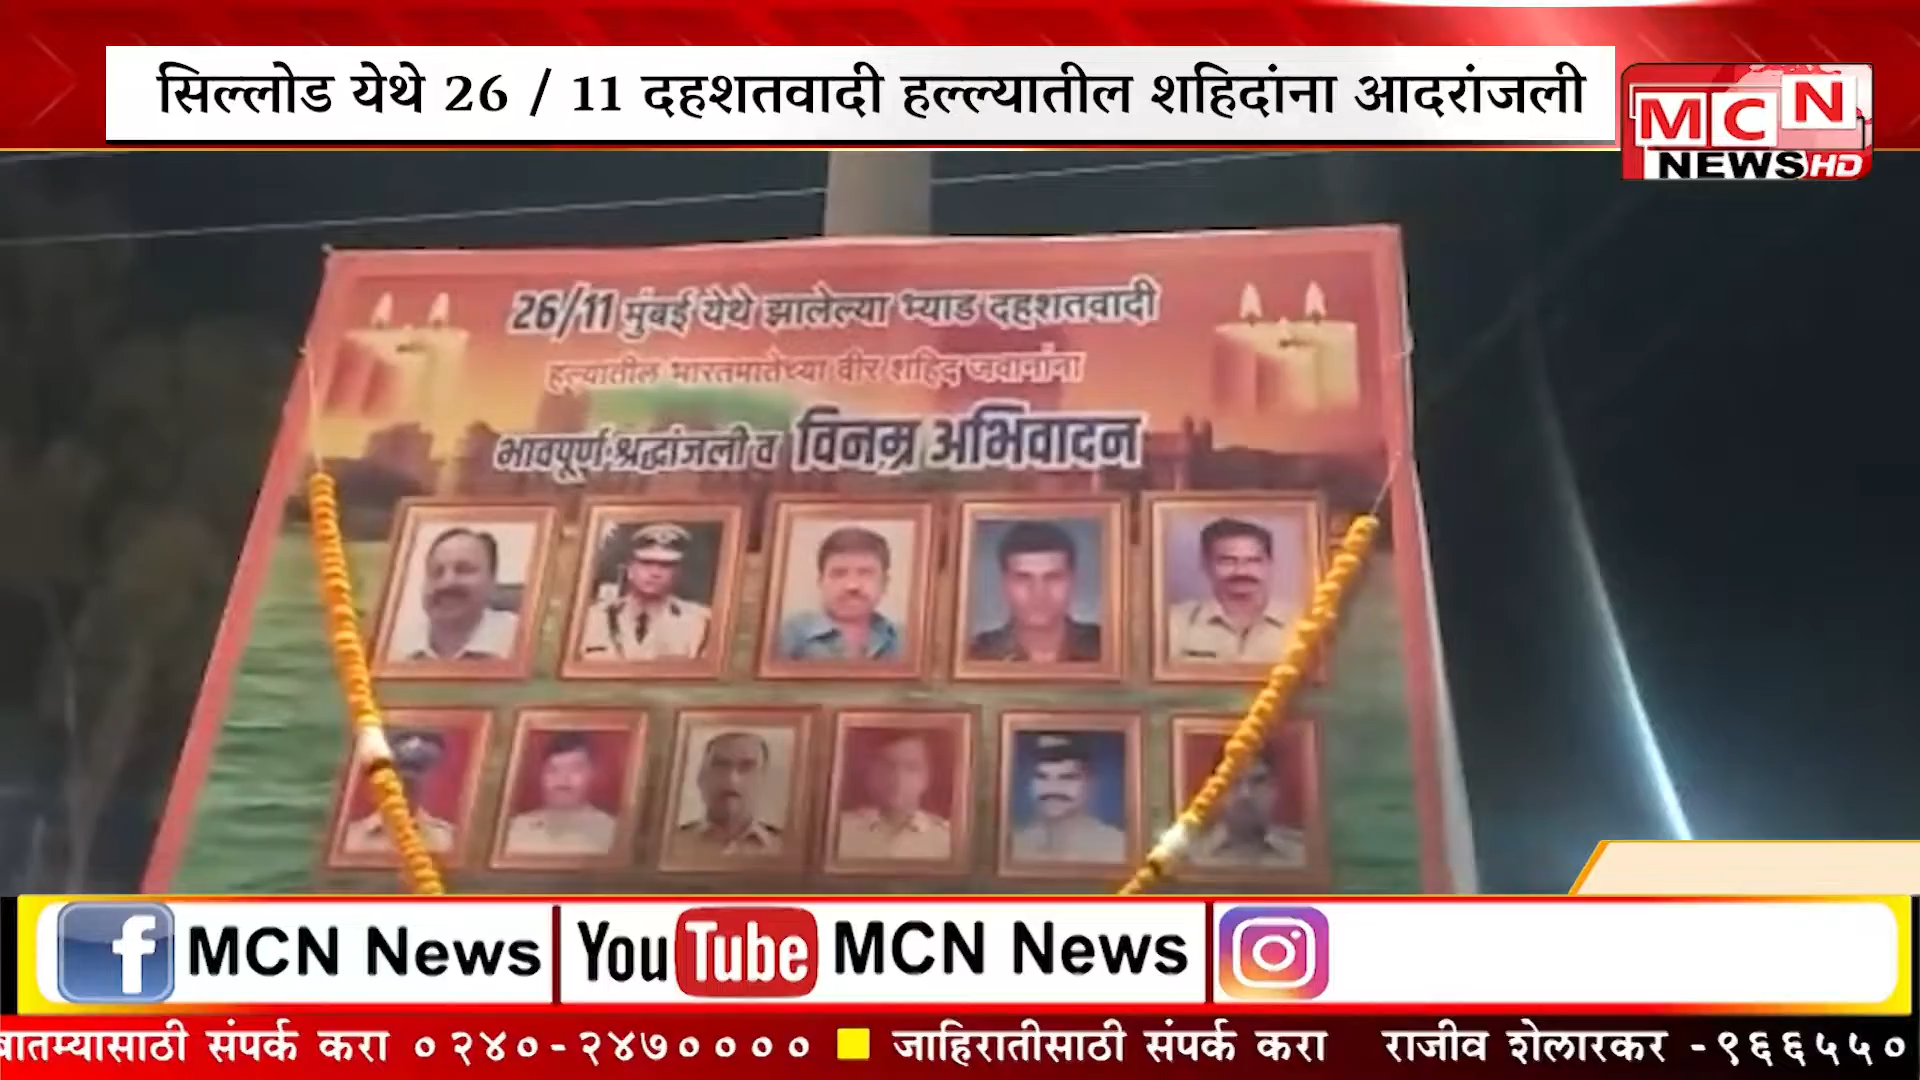 सिल्लोड येथे 26 / 11 दहशतवादी हल्ल्यातील शहिदांना आदरांजली
MCN
NEWS HD
26/11 मुंबई येथे झालेल्या भ्याड दहशतवादी
हल्यातील भारतमातेच्या वीर शहिद जवानांना
भावपूर्ण श्रद्धांजली व विनम्र अभिवादन
MCN News
YouTube MCN News
बातम्यासाठी संपर्क करा ०२४०-२४७०००० जाहिरातीसाठी संपर्क करा राजीव शेलारकर -९६६५५०